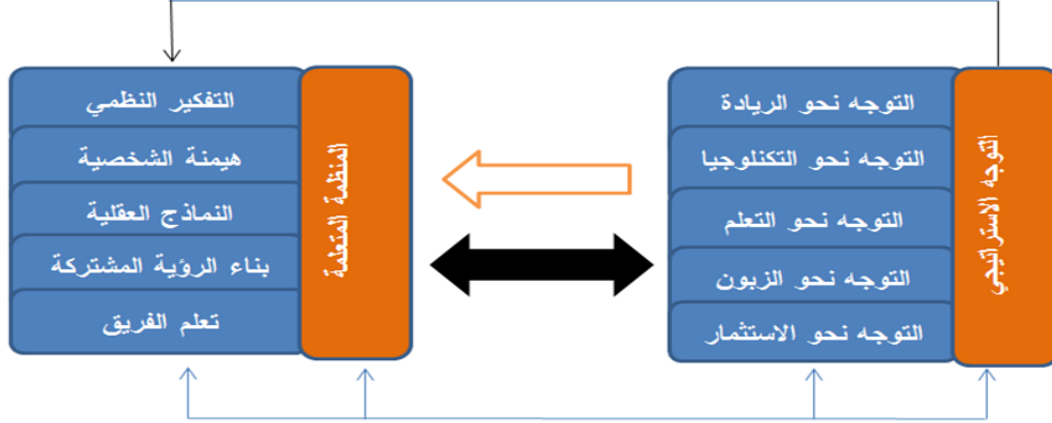 التوجه الاستراتيجي
التوجه نحو الريادة
التوجه نحو التكنلوجيا
التوجه نحو التعلم
التوجه نحو الزبون
التوجه نحو الاستثمار
المنظمة المتعلمة
التفكير النظمي
هيمنة الشخصية
النماذج العقلية
بناء الرؤية المشتركة
تعلم الفريق